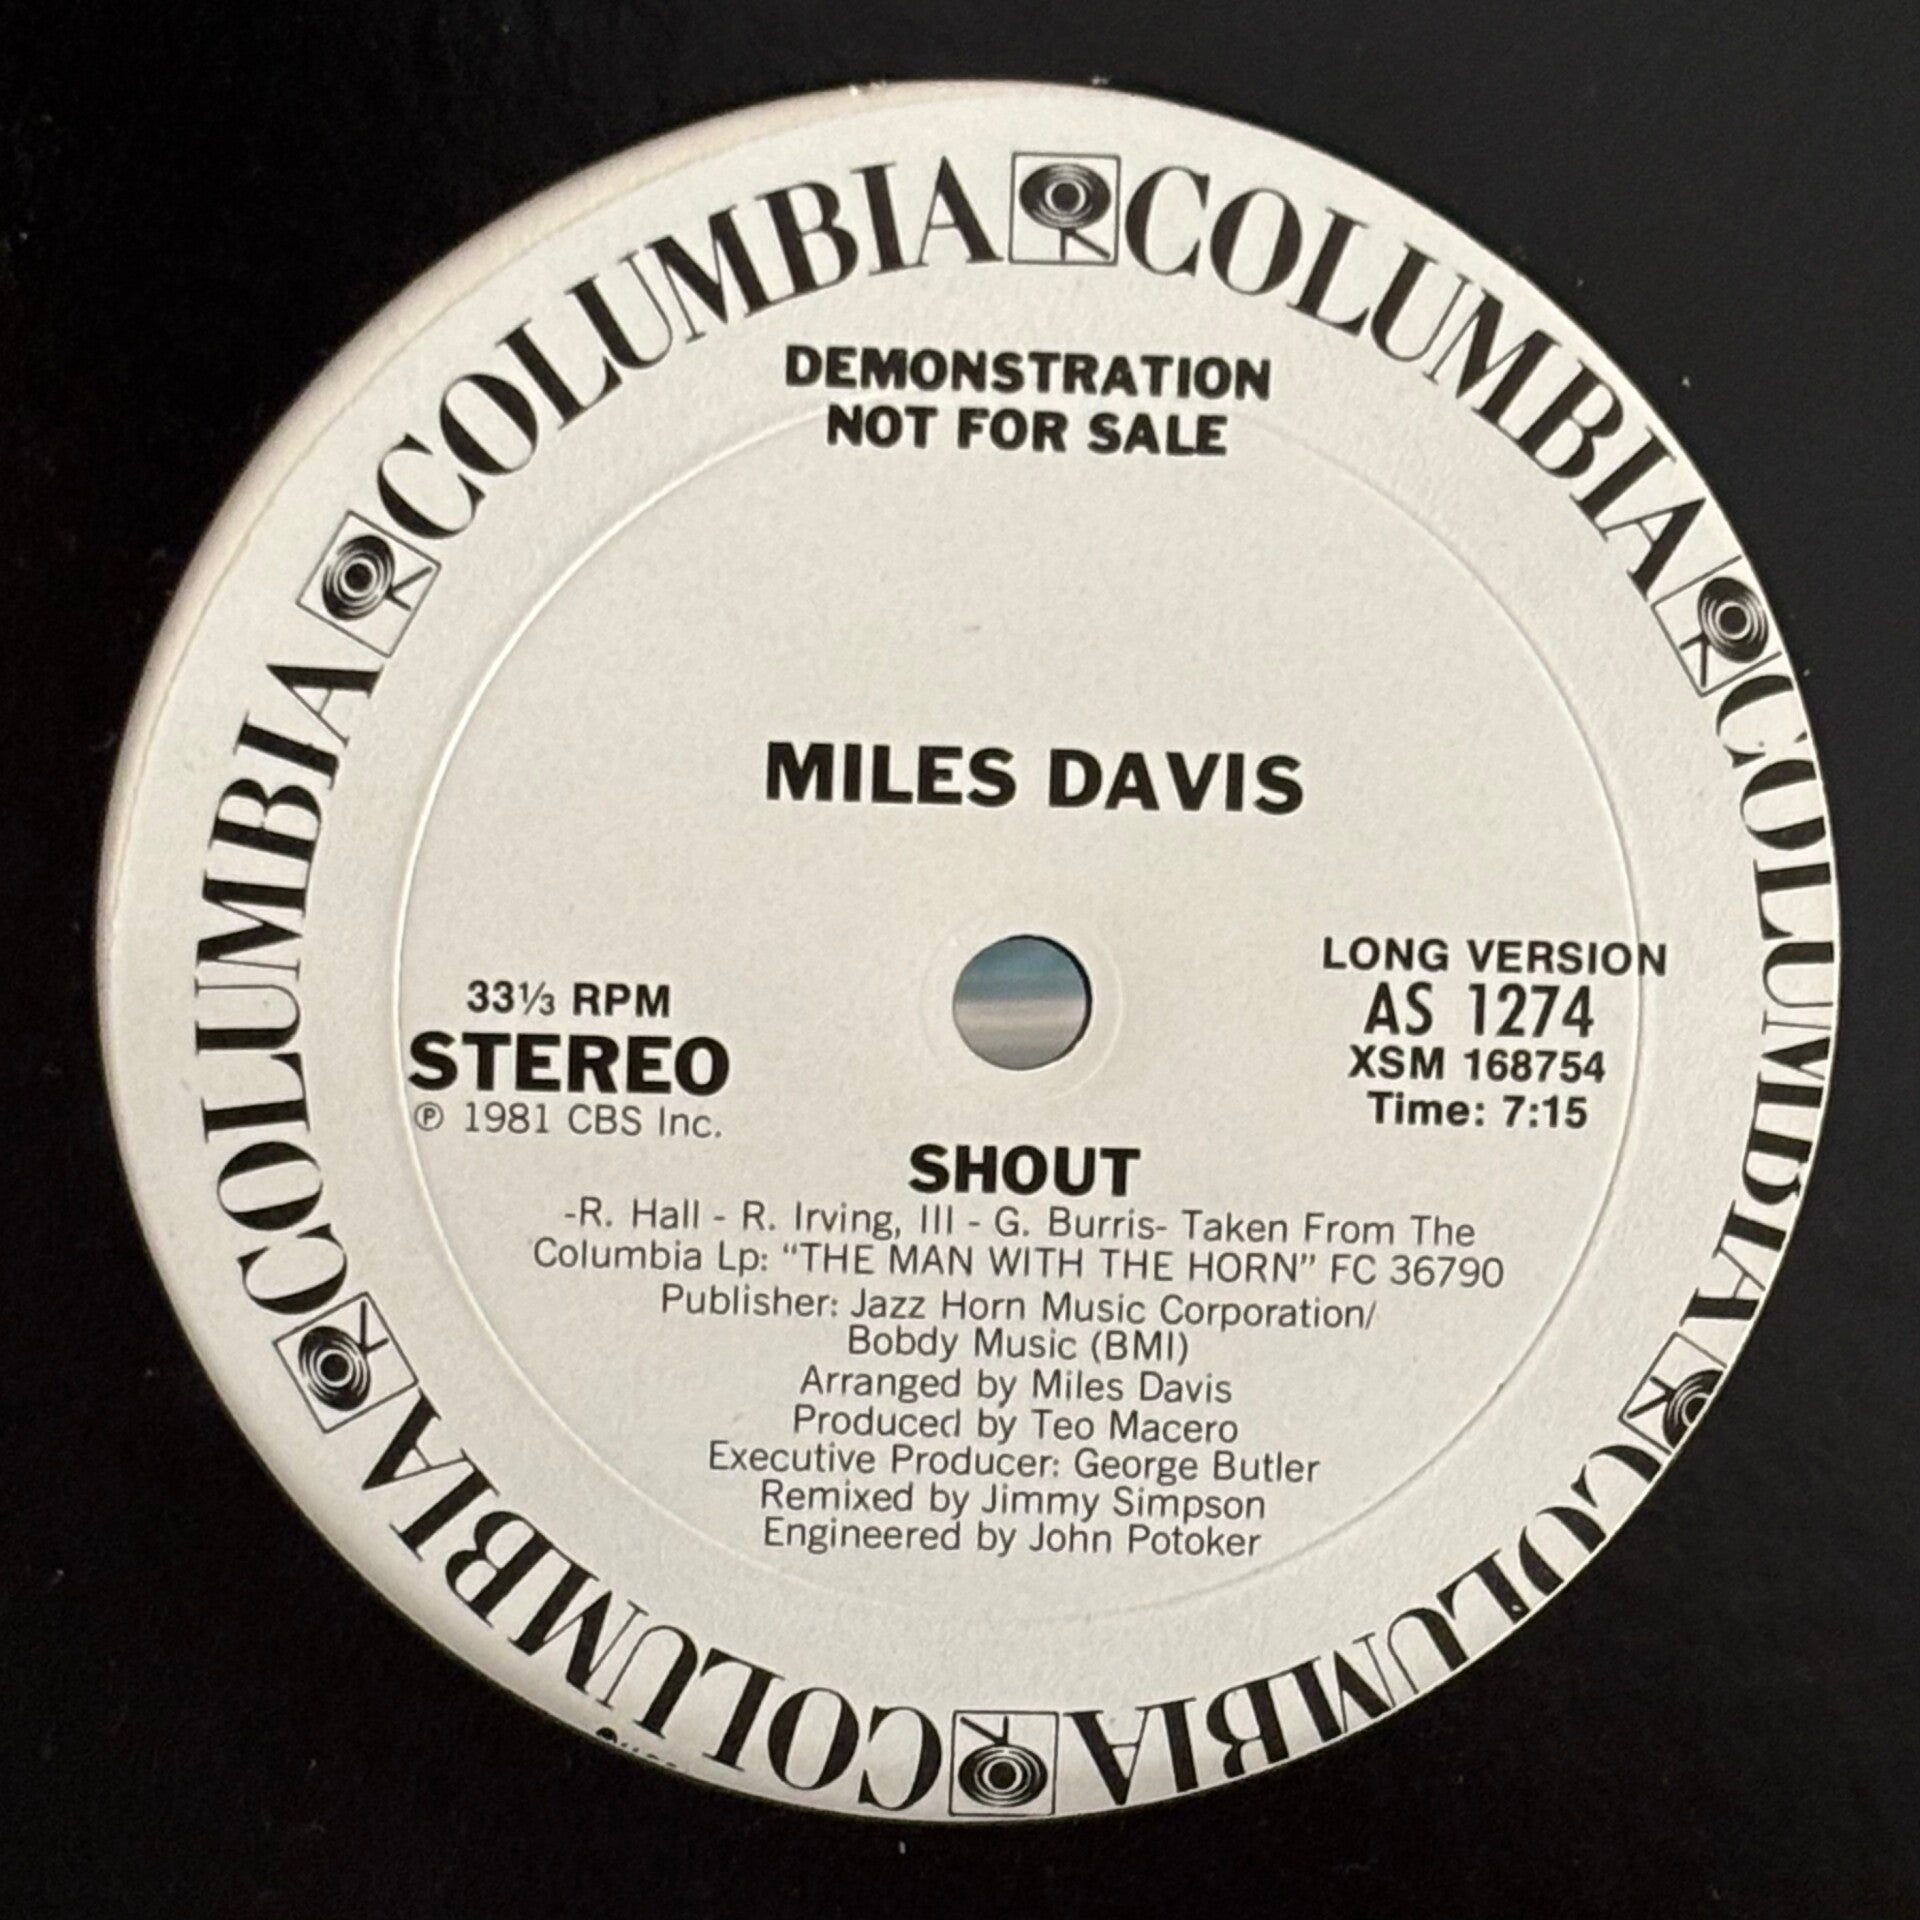 COLUMBIA COLUMBIA COLUMBIA COLUMBIA COLUMBIA COLUMBIA
DEMONSTRATION
NOT FOR SALE
MILES DAVIS
33⅓ RPM
STEREO
℗ 1981 CBS Inc.
LONG VERSION
AS 1274
XSM 168754
Time: 7:15
SHOUT
-R. Hall - R. Irving, III - G. Burris- Taken From The
Columbia Lp: “THE MAN WITH THE HORN” FC 36790
Publisher: Jazz Horn Music Corporation/
Bobdy Music (BMI)
Arranged by Miles Davis
Produced by Teo Macero
Executive Producer: George Butler
Remixed by Jimmy Simpson
Engineered by John Potoker